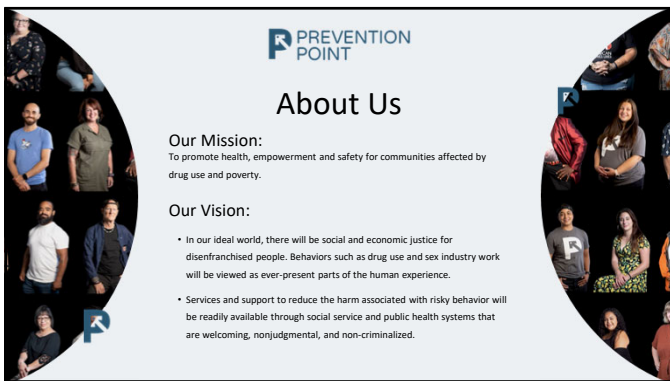 PREVENTION
POINT
About Us
Our Mission:
To promote health, empowerment and safety for communities affected by
drug use and poverty.
Our Vision:
• In our ideal world, there will be social and economic justice for
disenfranchised people. Behaviors such as drug use and sex industry work
will be viewed as ever-present parts of the human experience.
• Services and support to reduce the harm associated with risky behavior will
be readily available through social service and public health systems that
are welcoming, nonjudgmental, and non-criminalized.